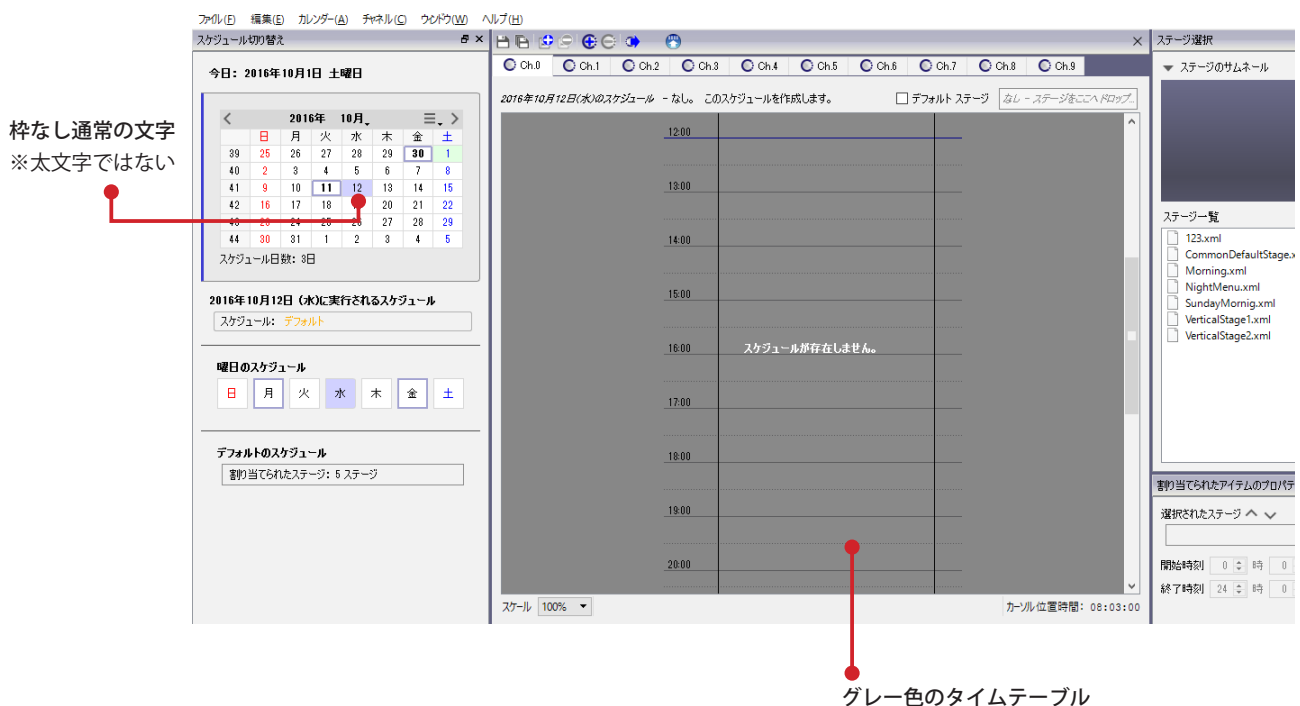 ファイル(F) 編集(E) カレンダー(A) チャネル(C) ウィンドウ(W) ヘルプ(H)
スケジュール切り替え
今日: 2016年10月1日 土曜日
2016年 10月
日 月 火 水 木 金 土
39 25 26 27 28 29 30 1
40 2 3 4 5 6 7 8
41 9 10 11 12 13 14 15
42 16 17 18 20 21 22
23 24 25 26 27 28 29
44 30 31 1 2 3 4 5
スケジュール日数: 3日
枠なし通常の文字
※太文字ではない
2016年10月12日 (水)に実行されるスケジュール
スケジュール: デフォルト
曜日のスケジュール
日 月 火 水 木 金 土
デフォルトのスケジュール
割り当てられたステージ: 5 ステージ
Ch.0 Ch.1 Ch.2 Ch.3 Ch.4 Ch.5 Ch.6 Ch.7 Ch.8 Ch.9
2016年10月12日(水)のスケジュール - なし。 このスケジュールを作成します。
デフォルト ステージ
なし - ステージをここへドロップ...
12:00
13:00
14:00
15:00
16:00
スケジュールが存在しません。
17:00
18:00
19:00
20:00
スケール 100%
カーソル位置時間: 08:03:00
グレー色のタイムテーブル
ステージ選択
ステージのサムネール
ステージ一覧
123.xml
CommonDefaultStage.x
Morning.xml
NightMenu.xml
SundayMornig.xml
VerticalStage1.xml
VerticalStage2.xml
割り当てられたアイテムのプロパテ
選択されたステージ
開始時刻 0 時 0
終了時刻 24 時 0